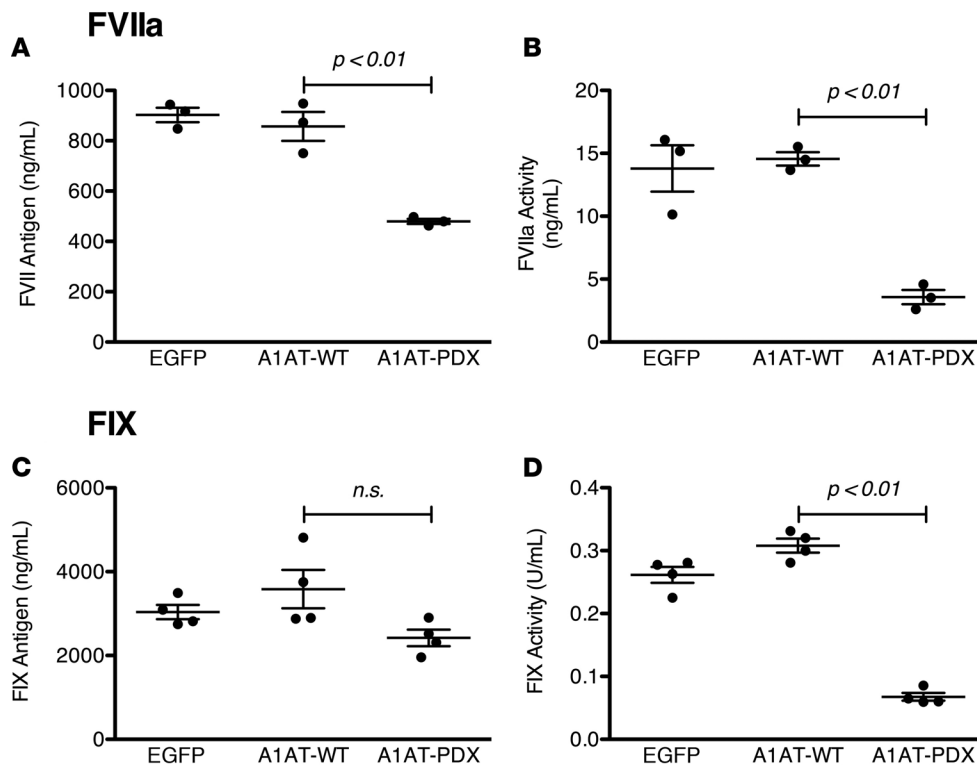 FVIIa
A
p < 0.01
FVII Antigen (ng/mL)
1000
800
600
400
200
0
EGFP A1AT-WT A1AT-PDX
B
p < 0.01
FVIIa Activity
(ng/mL)
20
15
10
5
0
EGFP A1AT-WT A1AT-PDX
FIX
C
n.s.
FIX Antigen (ng/mL)
6000
4000
2000
0
EGFP A1AT-WT A1AT-PDX
D
p < 0.01
FIX Activity (U/mL)
0.4
0.3
0.2
0.1
0.0
EGFP A1AT-WT A1AT-PDX